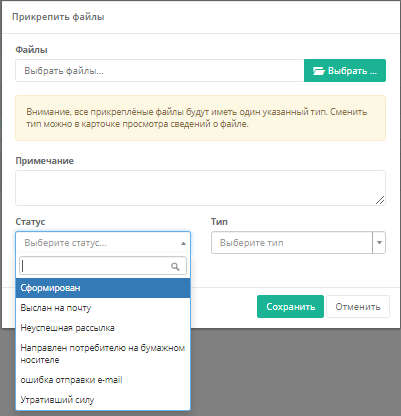 Прикрепить файлы
Файлы
Выбрать файлы...
Выбрать ...
Внимание, все прикреплёные файлы будут иметь один указанный тип. Сменить
тип можно в карточке просмотра сведений о файле.
Примечание
Статус
Тип
Выберите статус...
Выберите тип
Сформирован
Выслан на почту
Неуспешная рассылка
Направлен потребителю на бумажном
носителе
ошибка отправки e-mail
Утративший силу
Сохранить
Отменить